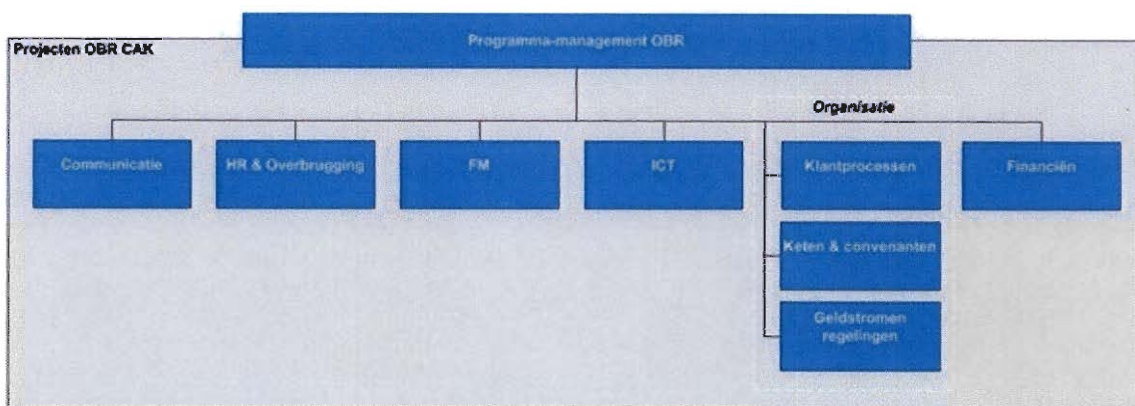 Programma-management OBR
Projecten OBR CAK
Organisatie
Communicatie
HR & Overbrugging
FM
ICT
Klantprocessen
Financiën
Keten & convenanten
Geldstromen
regelingen